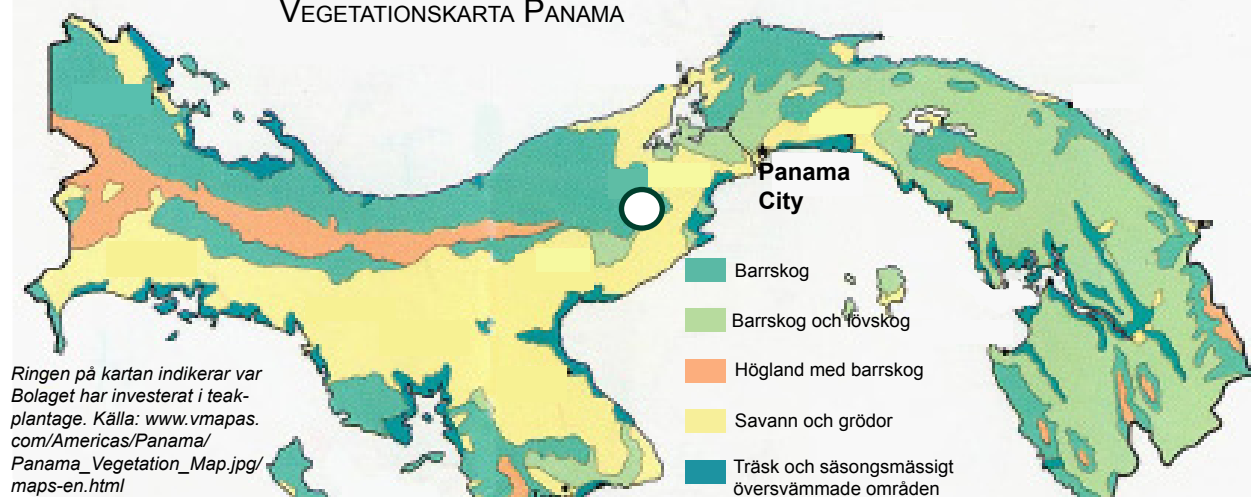 VEGETATIONSKARTA PANAMA
Panama
City
Barrskog
Barrskog och lövskog
Högland med barrskog
Savann och grödor
Träsk och säsongsmässigt
översvämmade områden
Ringen på kartan indikerar var
Bolaget har investerat i teak-
plantage. Källa: www.vmapas.
com/Americas/Panama/
Panama_Vegetation_Map.jpg/
maps-en.html